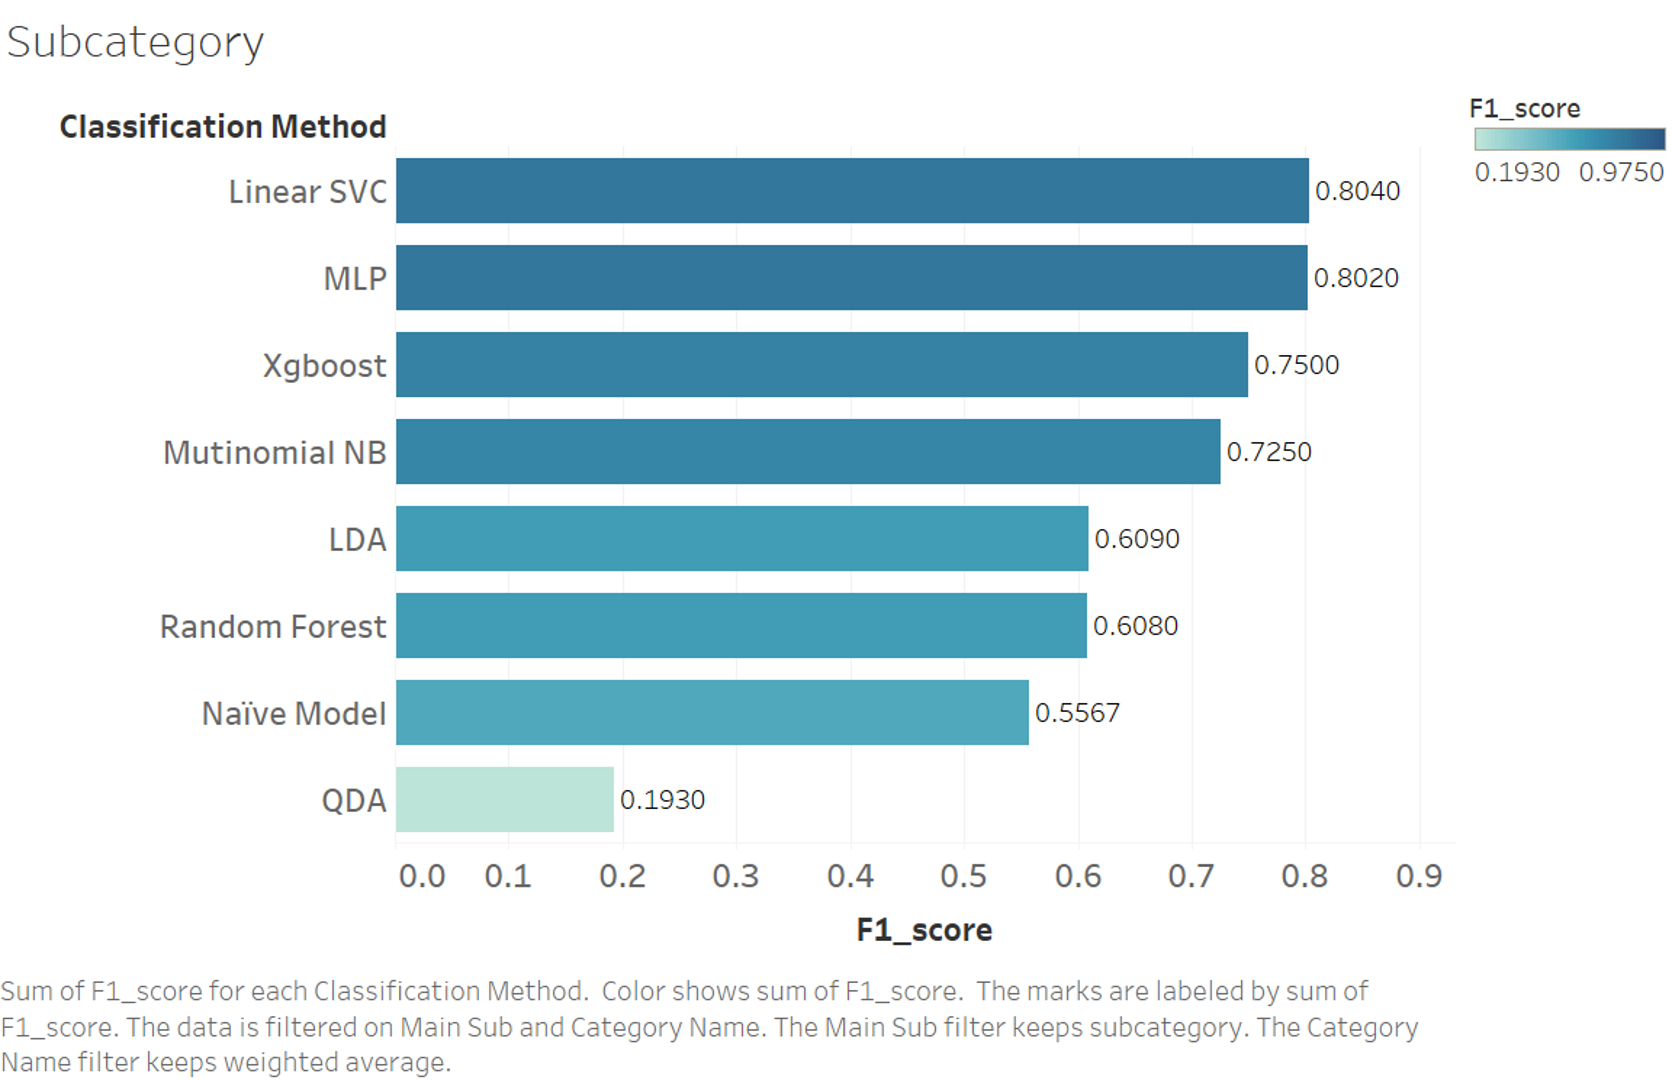 Subcategory
Classification Method
F1_score
0.1930 0.9750
Linear SVC 0.8040
MLP 0.8020
Xgboost 0.7500
Mutinomial NB 0.7250
LDA 0.6090
Random Forest 0.6080
Naïve Model 0.5567
QDA 0.1930
0.0 0.1 0.2 0.3 0.4 0.5 0.6 0.7 0.8 0.9
F1_score
Sum of F1_score for each Classification Method.  Color shows sum of F1_score.  The marks are labeled by sum of
F1_score. The data is filtered on Main Sub and Category Name. The Main Sub filter keeps subcategory. The Category
Name filter keeps weighted average.